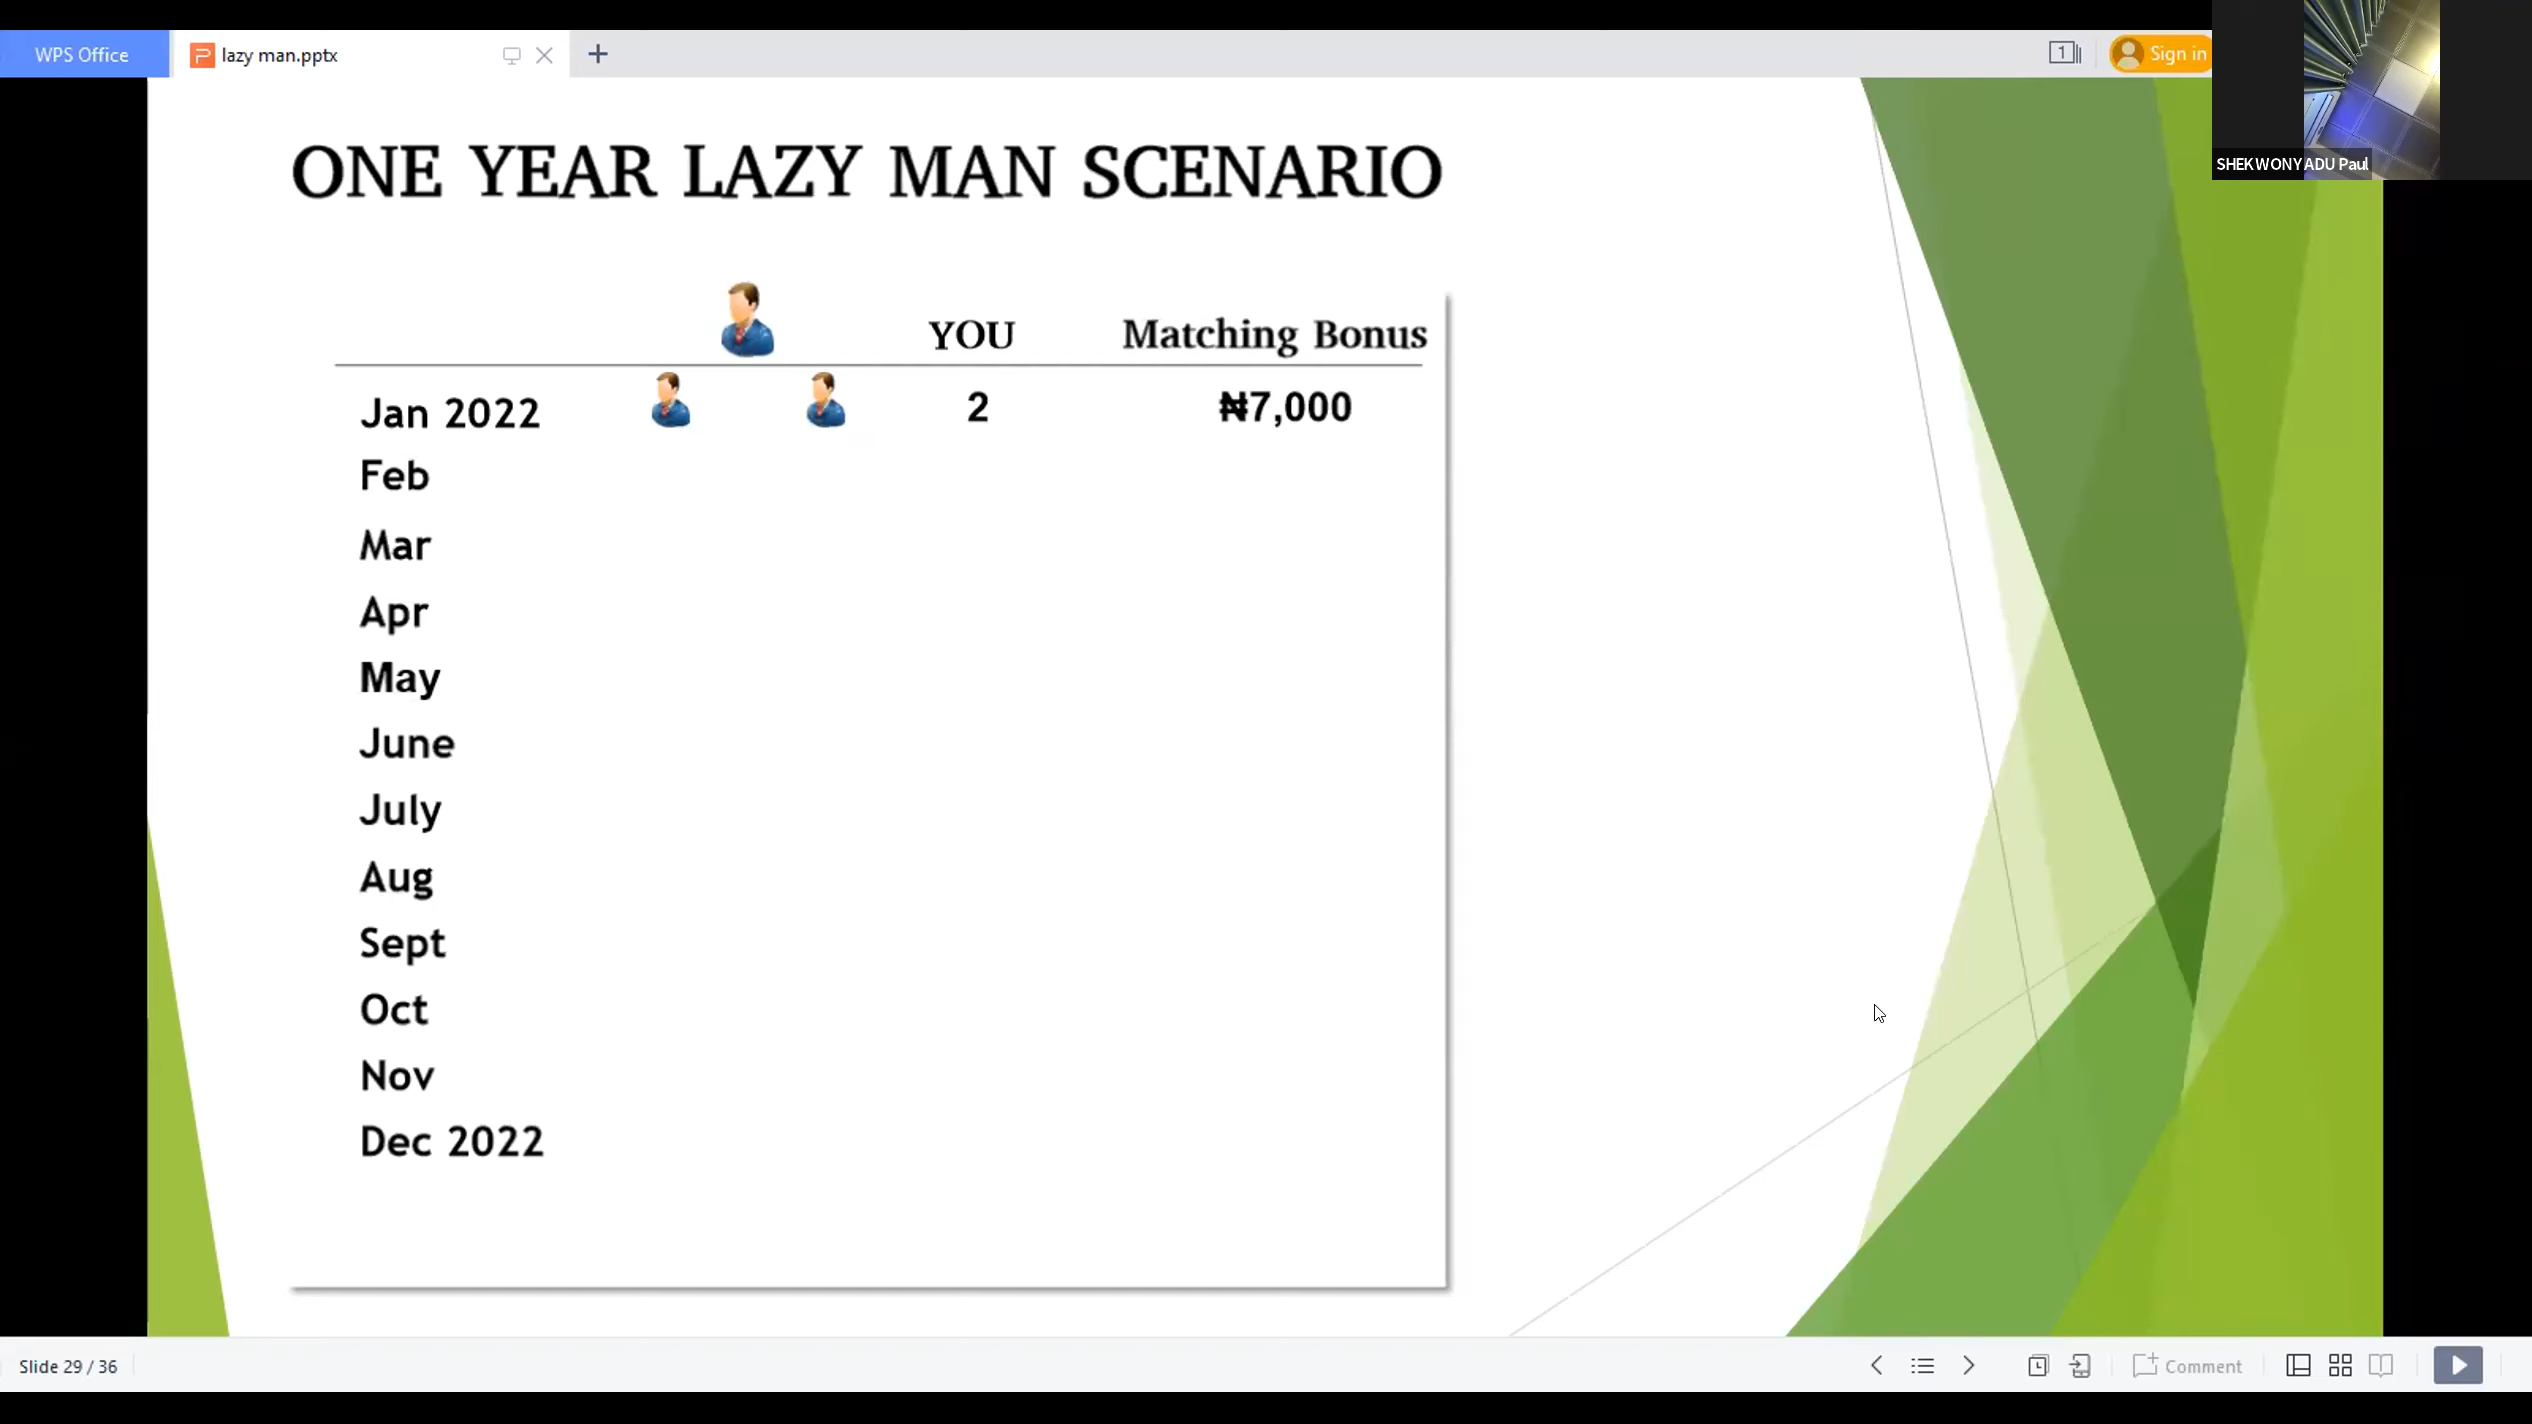 WPS Office
lazy man.pptx
1
Sign in
SHEKWONYADU Paul
ONE YEAR LAZY MAN SCENARIO
YOU Matching Bonus
Jan 2022 2 ₦7,000
Feb
Mar
Apr
May
June
July
Aug
Sept
Oct
Nov
Dec 2022
Slide 29 / 36
Comment